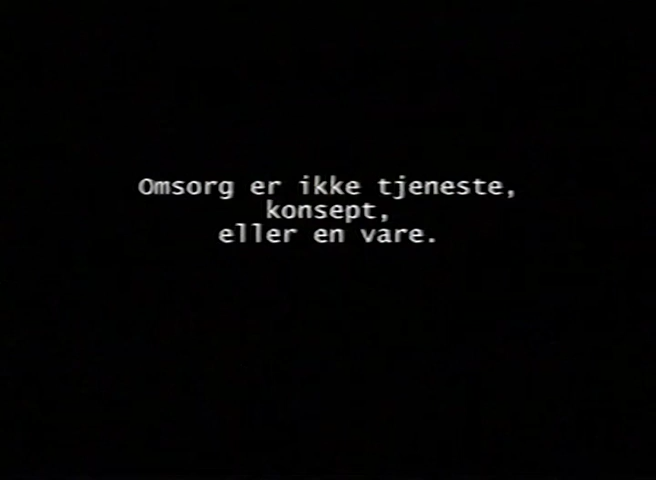 Omsorg er ikke tjeneste,
konsept,
eller en vare.